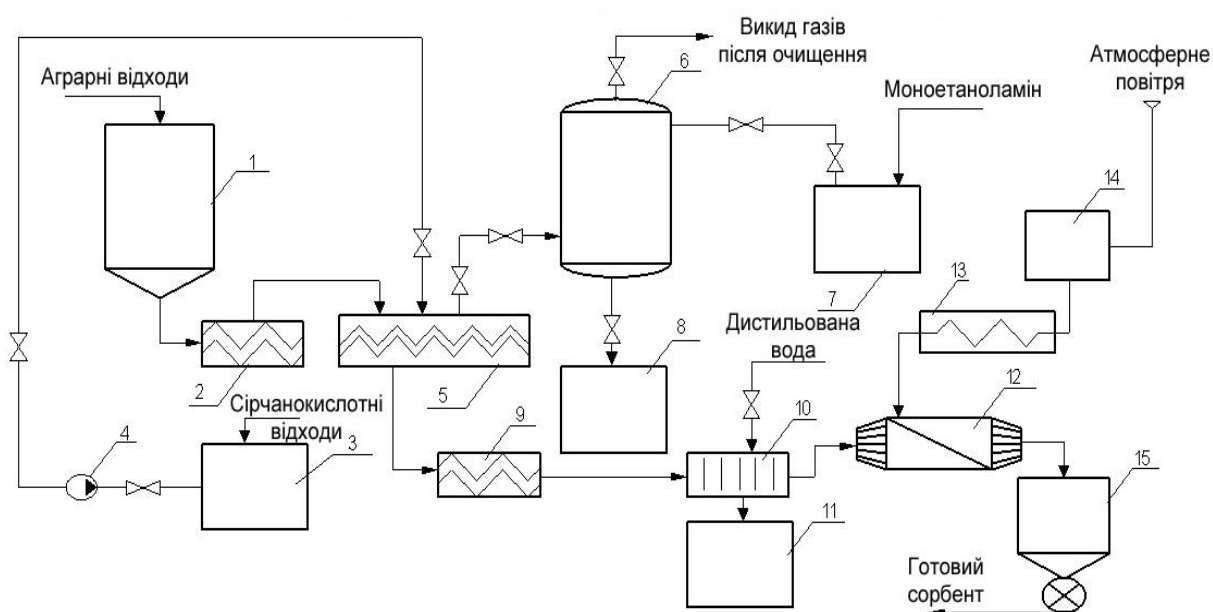 Викид газів
після очищення
6
Атмосферне
повітря
Аграрні відходи
Моноетаноламін
1
14
13
7
Дистильована
вода
8
2
5
12
Сірчанокислотні
відходи
4
3
9
10
15
11
Готовий
сорбент